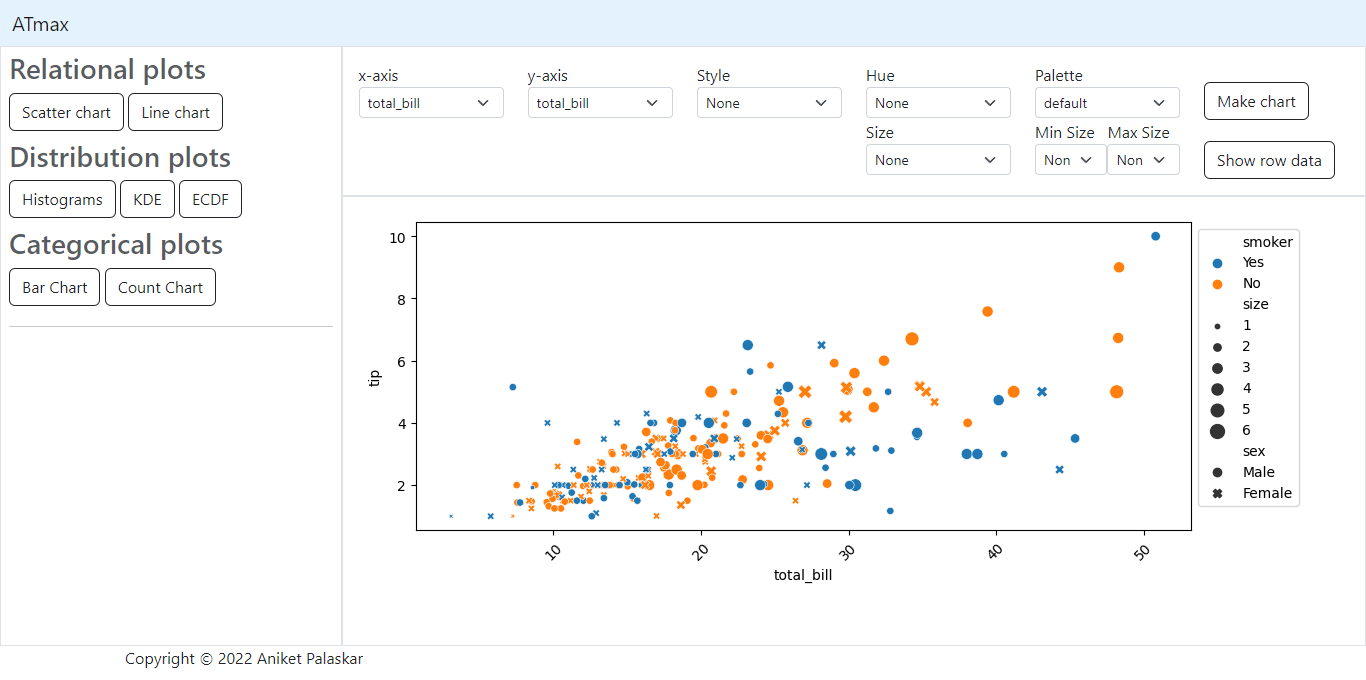 ATmax
Relational plots
Scatter chart Line chart
Distribution plots
Histograms KDE ECDF
Categorical plots
Bar Chart Count Chart
x-axis y-axis Style Hue Palette
total_bill total_bill None None default Make chart
Size Min Size Max Size
None Non Non Show row data
10
8
6
4
2
tip
10 20 30 40 50
total_bill
smoker
Yes
No
size
1
2
3
4
5
6
sex
Male
Female
Copyright © 2022 Aniket Palaskar